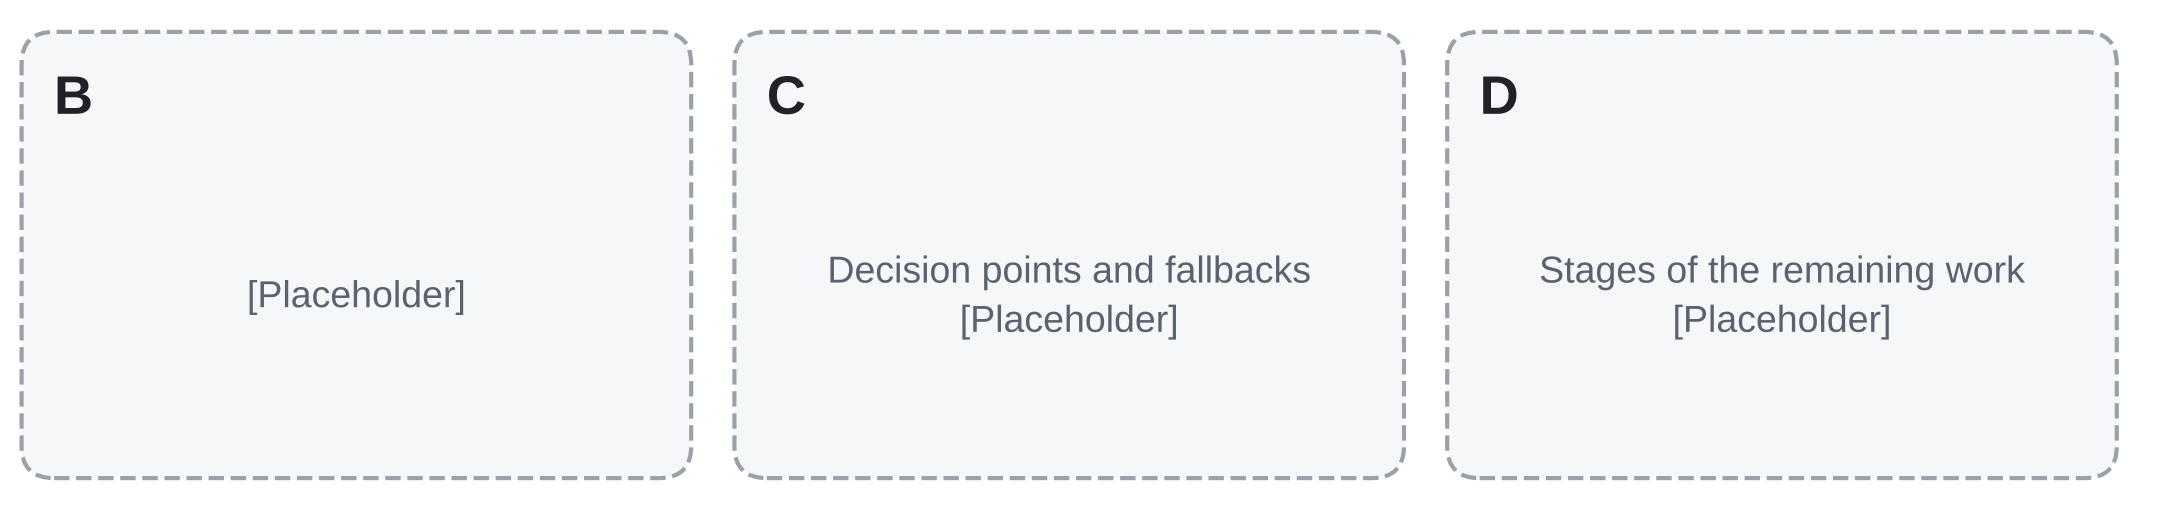 B
[Placeholder]
C
Decision points and fallbacks
[Placeholder]
D
Stages of the remaining work
[Placeholder]